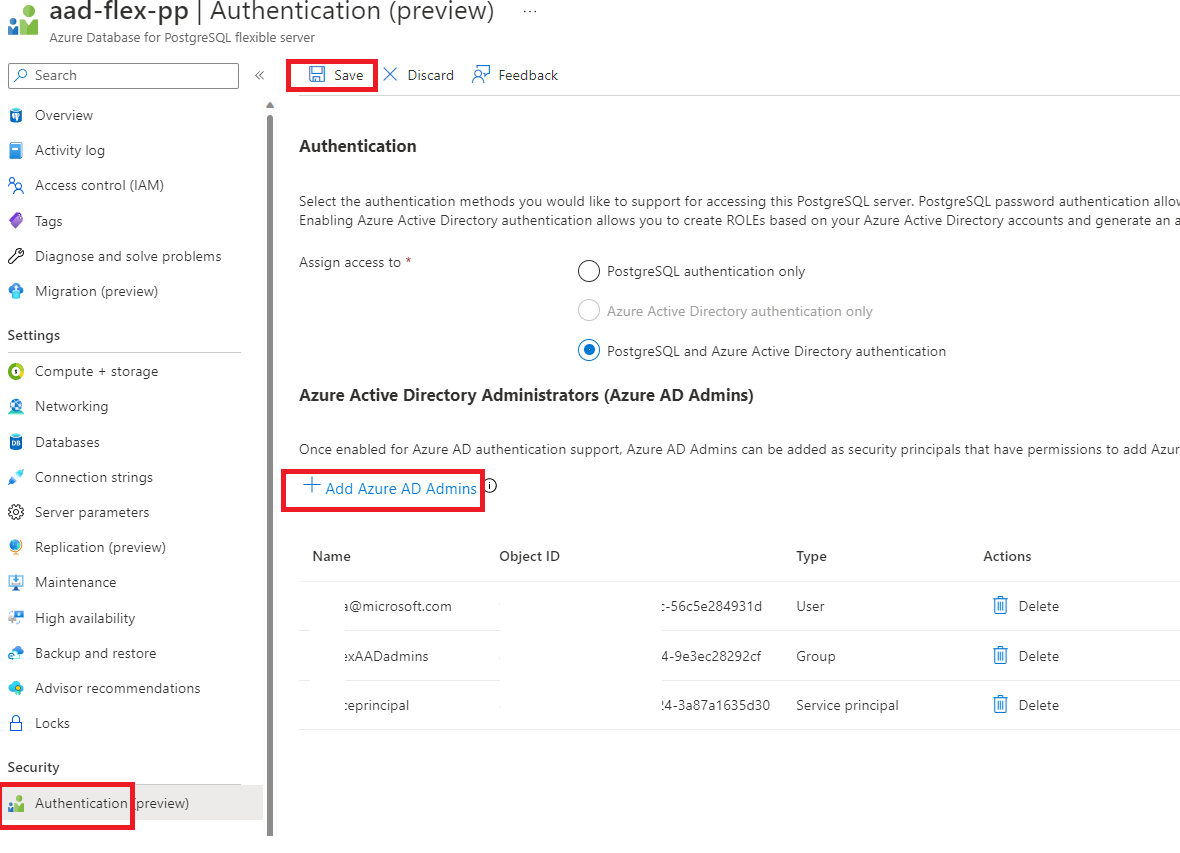 aad-flex-pp | Authentication (preview) ...
Azure Database for PostgreSQL flexible server
Search «
Overview
Activity log
Access control (IAM)
Tags
Diagnose and solve problems
Migration (preview)
Settings
Compute + storage
Networking
Databases
Connection strings
Server parameters
Replication (preview)
Maintenance
High availability
Backup and restore
Advisor recommendations
Locks
Security
Authentication (preview)
Save Discard Feedback
Authentication
Select the authentication methods you would like to support for accessing this PostgreSQL server. PostgreSQL password authentication allow
Enabling Azure Active Directory authentication allows you to create ROLEs based on your Azure Active Directory accounts and generate an a
Assign access to *
PostgreSQL authentication only
Azure Active Directory authentication only
PostgreSQL and Azure Active Directory authentication
Azure Active Directory Administrators (Azure AD Admins)
Once enabled for Azure AD authentication support, Azure AD Admins can be added as security principals that have permissions to add Azur
Add Azure AD Admins
Name Object ID Type Actions
a@microsoft.com -56c5e284931d User Delete
xAADadmins 4-9e3ec28292cf Group Delete
eprincipal 24-3a87a1635d30 Service principal Delete